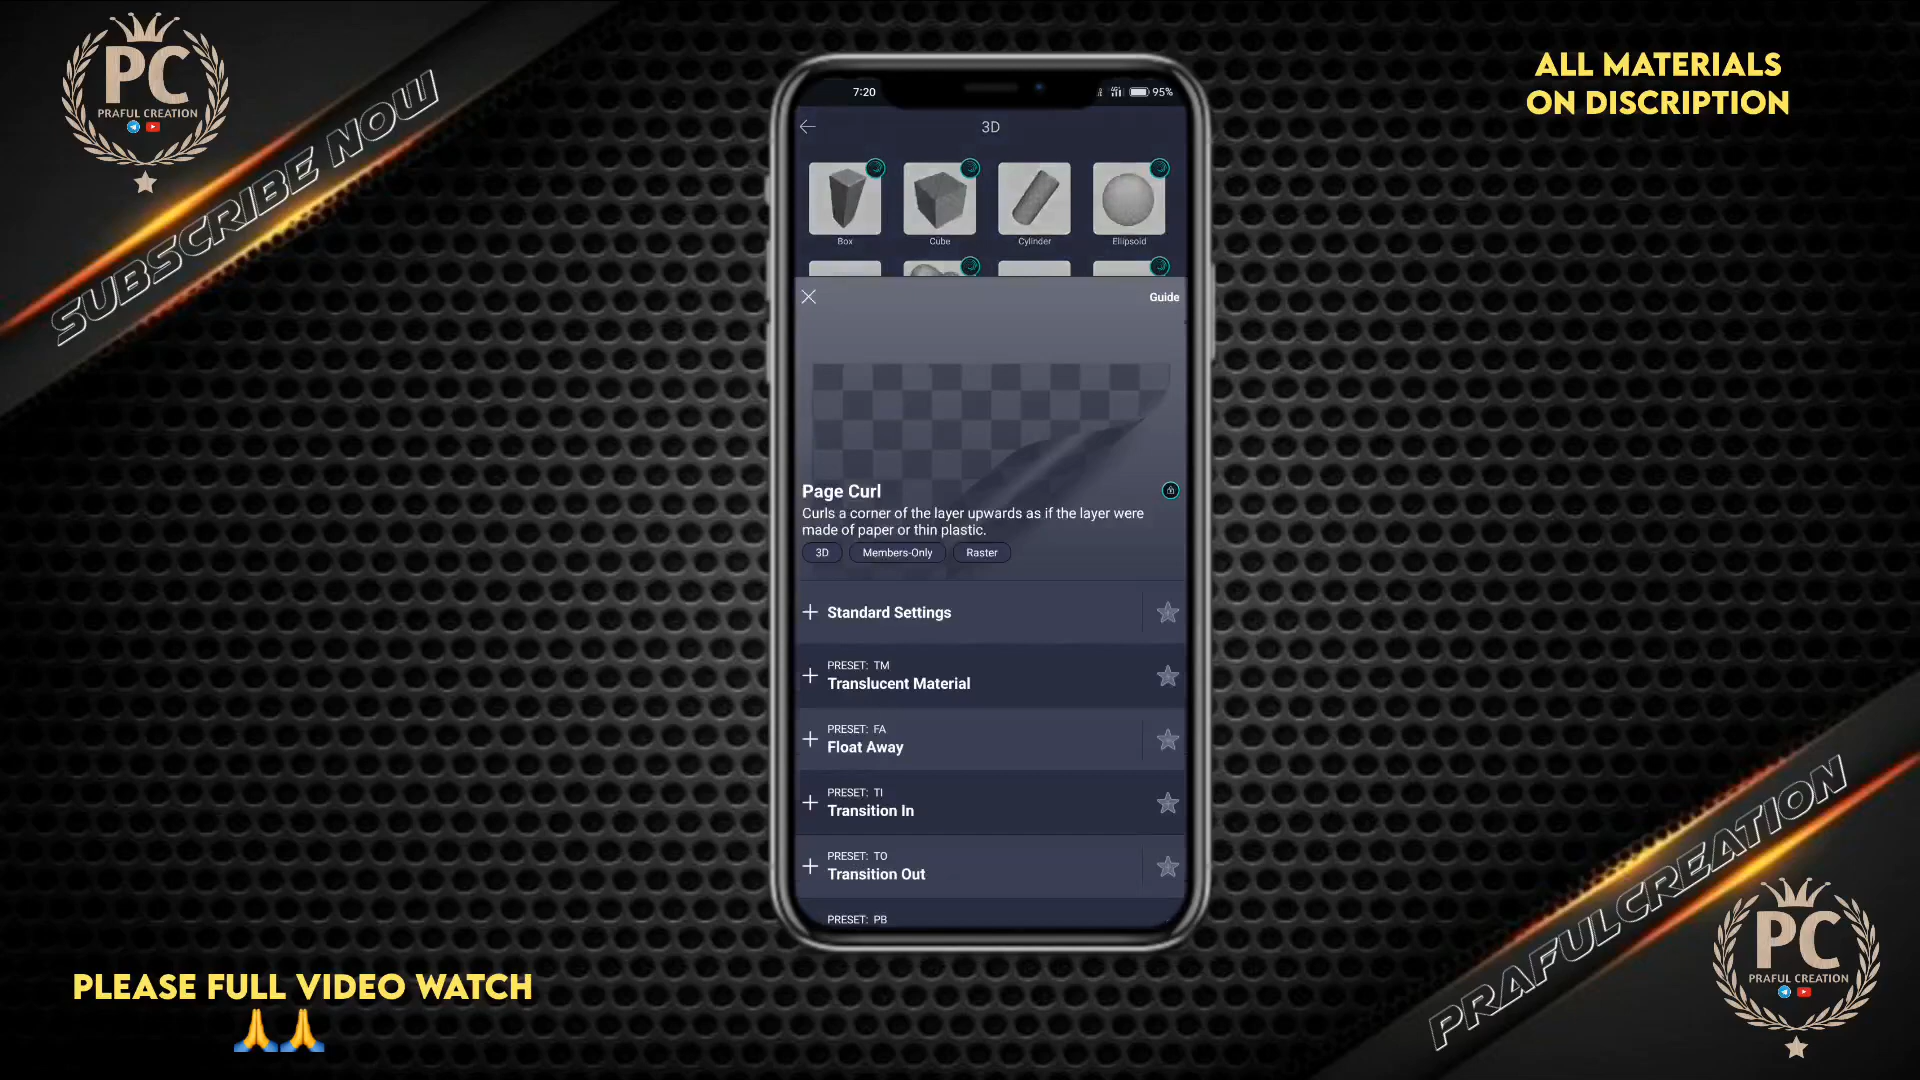 PC
PRAFUL CREATION
SUBSCRIBE NOW
ALL MATERIALS
ON DISCRIPTION
7:20
95%
3D
Box
Cube
Cylinder
Ellipsoid
Guide
Page Curl
Curls a corner of the layer upwards as if the layer were
made of paper or thin plastic.
3D
Members-Only
Raster
Standard Settings
PRESET: TM
Translucent Material
PRESET: FA
Float Away
PRESET: TI
Transition In
PRESET: TO
Transition Out
PRESET: PB
PLEASE FULL VIDEO WATCH
PRAFULCREATION
PC
PRAFUL CREATION